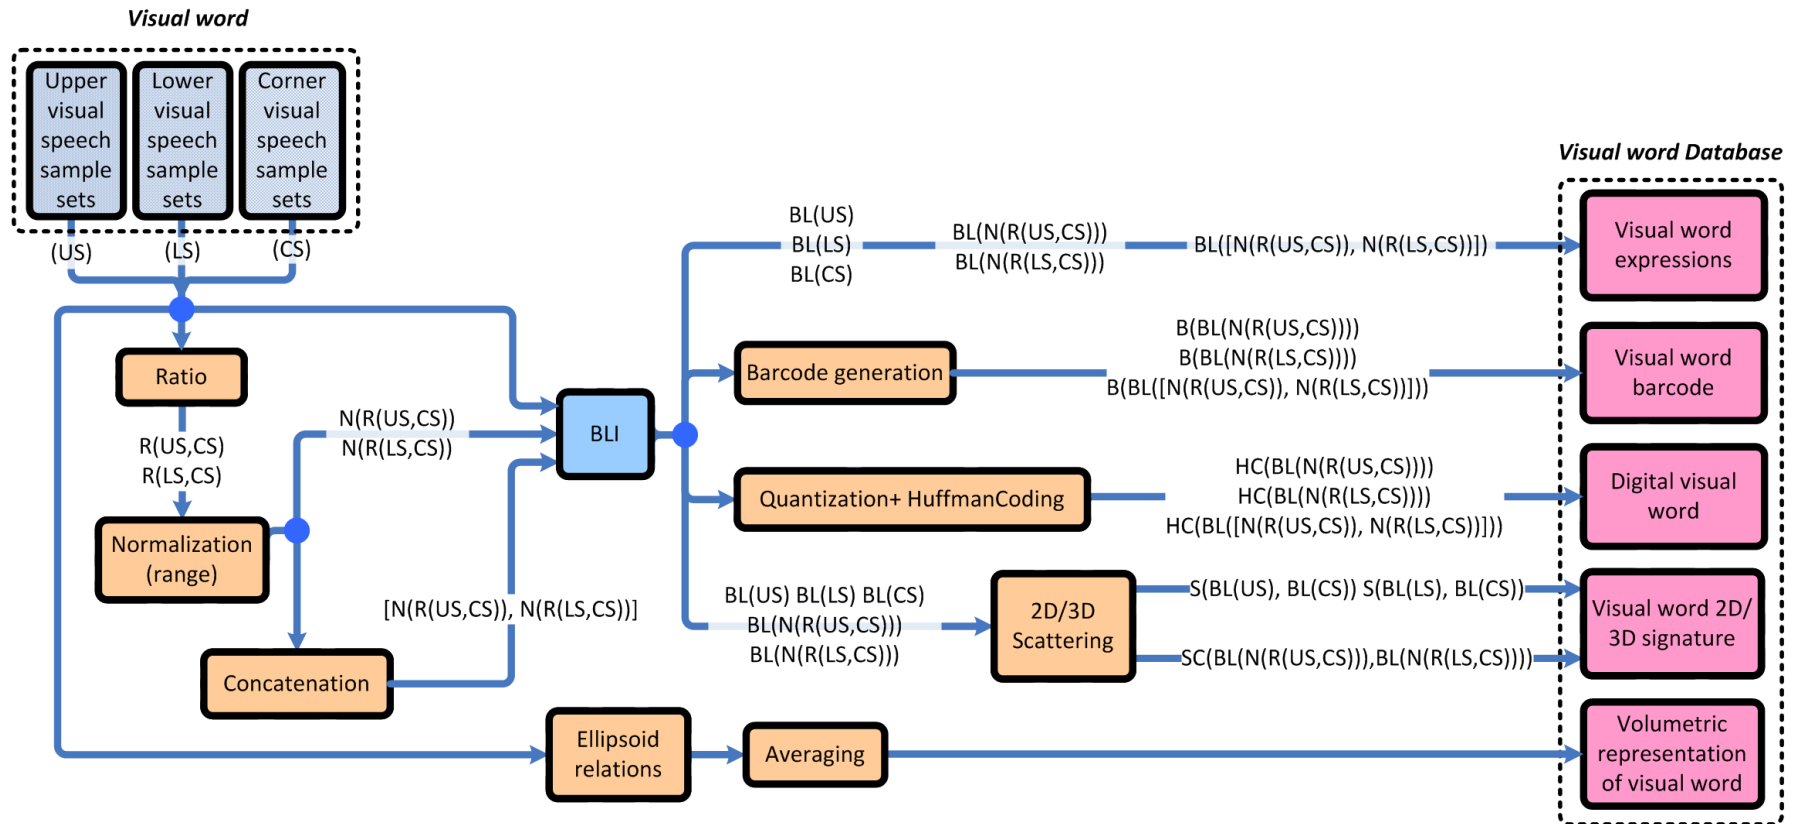 Visual word
Upper
visual
speech
sample
sets
Lower
visual
speech
sample
sets
Corner
visual
speech
sample
sets
(US)
(LS)
(CS)
Ratio
R(US,CS)
R(LS,CS)
Normalization
(range)
N(R(US,CS))
N(R(LS,CS))
Concatenation
[N(R(US,CS)), N(R(LS,CS))]
BLI
BL(US)
BL(LS)
BL(CS)
BL(N(R(US,CS)))
BL(N(R(LS,CS)))
BL([N(R(US,CS)), N(R(LS,CS))])
Barcode generation
B(BL(N(R(US,CS))))
B(BL(N(R(LS,CS))))
B(BL([N(R(US,CS)), N(R(LS,CS))]))
Quantization+ HuffmanCoding
HC(BL(N(R(US,CS))))
HC(BL(N(R(LS,CS))))
HC(BL([N(R(US,CS)), N(R(LS,CS))]))
BL(US) BL(LS) BL(CS)
BL(N(R(US,CS)))
BL(N(R(LS,CS)))
2D/3D
Scattering
S(BL(US), BL(CS)) S(BL(LS), BL(CS))
SC(BL(N(R(US,CS))),BL(N(R(LS,CS))))
Ellipsoid
relations
Averaging
Visual word Database
Visual word
expressions
Visual word
barcode
Digital visual
word
Visual word 2D/
3D signature
Volumetric
representation
of visual word